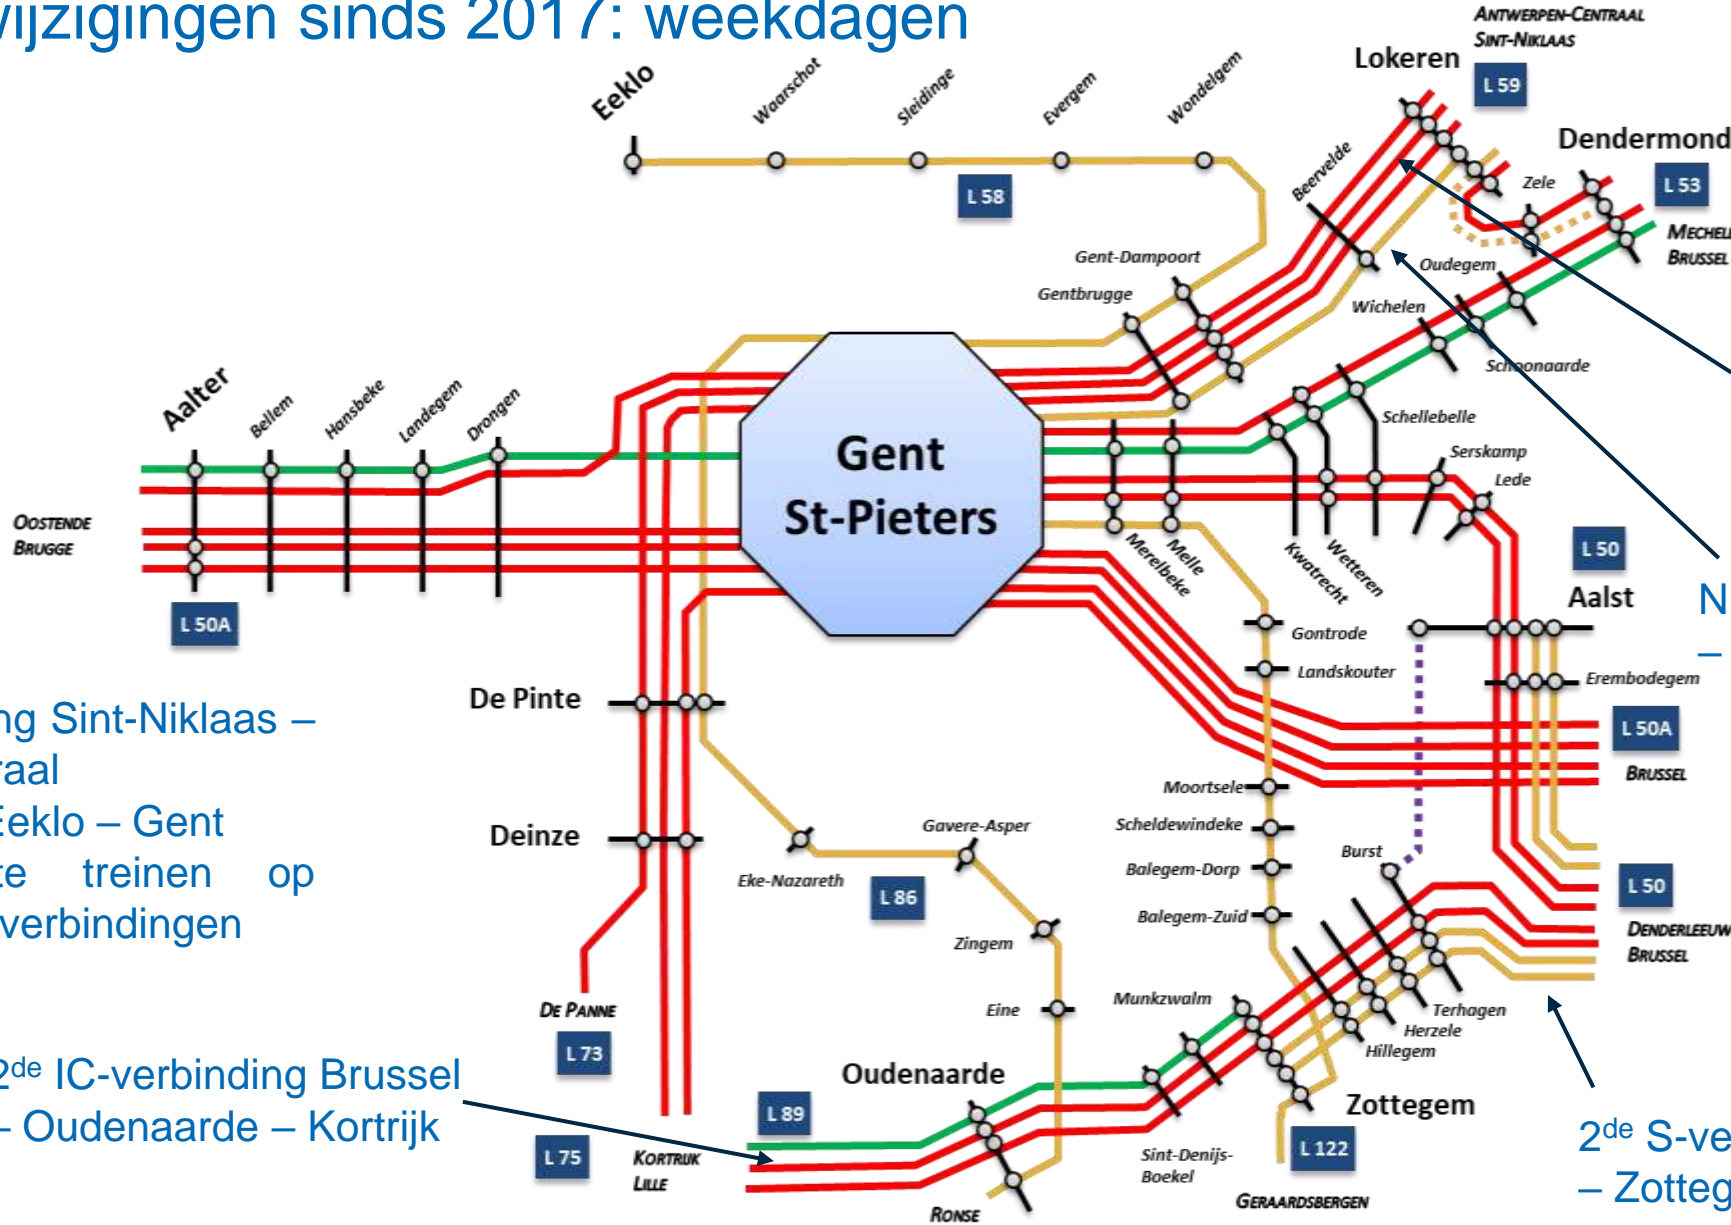 wijzigingen sinds 2017: weekdagen
ANTWERPEN-CENTRAAL
SINT-NIKLAAS
Lokeren
L 59
Eeklo
Waarschot
Sleidinge
Evergem
Wondelgem
L 58
Beervelde
Dendermond
Zele
L 53
MECHEL
BRUSSEL
Gent-Dampoort
Gentbrugge
Oudegem
Wichelen
Schoonaarde
Schellebelle
Serskamp
Lede
Aalter
Bellem
Hansbeke
Landegem
Drongen
Gent
St-Pieters
OOSTENDE
BRUGGE
L 50A
Merelbeke
Melle
Kwatrecht
Wetteren
L 50
Aalst
N
–
Gontrode
Landskouter
Erembodegem
L 50A
BRUSSEL
De Pinte
ng Sint-Niklaas –
raal
Eeklo – Gent
te treinen op
verbindingen
Deinze
Eke-Nazareth
L 86
Gavere-Asper
Zingem
Eine
Moortsele
Scheldewindeke
Balegem-Dorp
Balegem-Zuid
Burst
L 50
DENDERLEEUW
BRUSSEL
DE PANNE
L 73
Munkzwalm
Terhagen
Herzele
Hillegem
2de IC-verbinding Brussel
– Oudenaarde – Kortrijk
Oudenaarde
L 89
L 75
KORTRIJK
LILLE
Sint-Denijs-
Boekel
Zottegem
L 122
GERAARDSBERGEN
RONSE
2de S-ve
– Zotteg